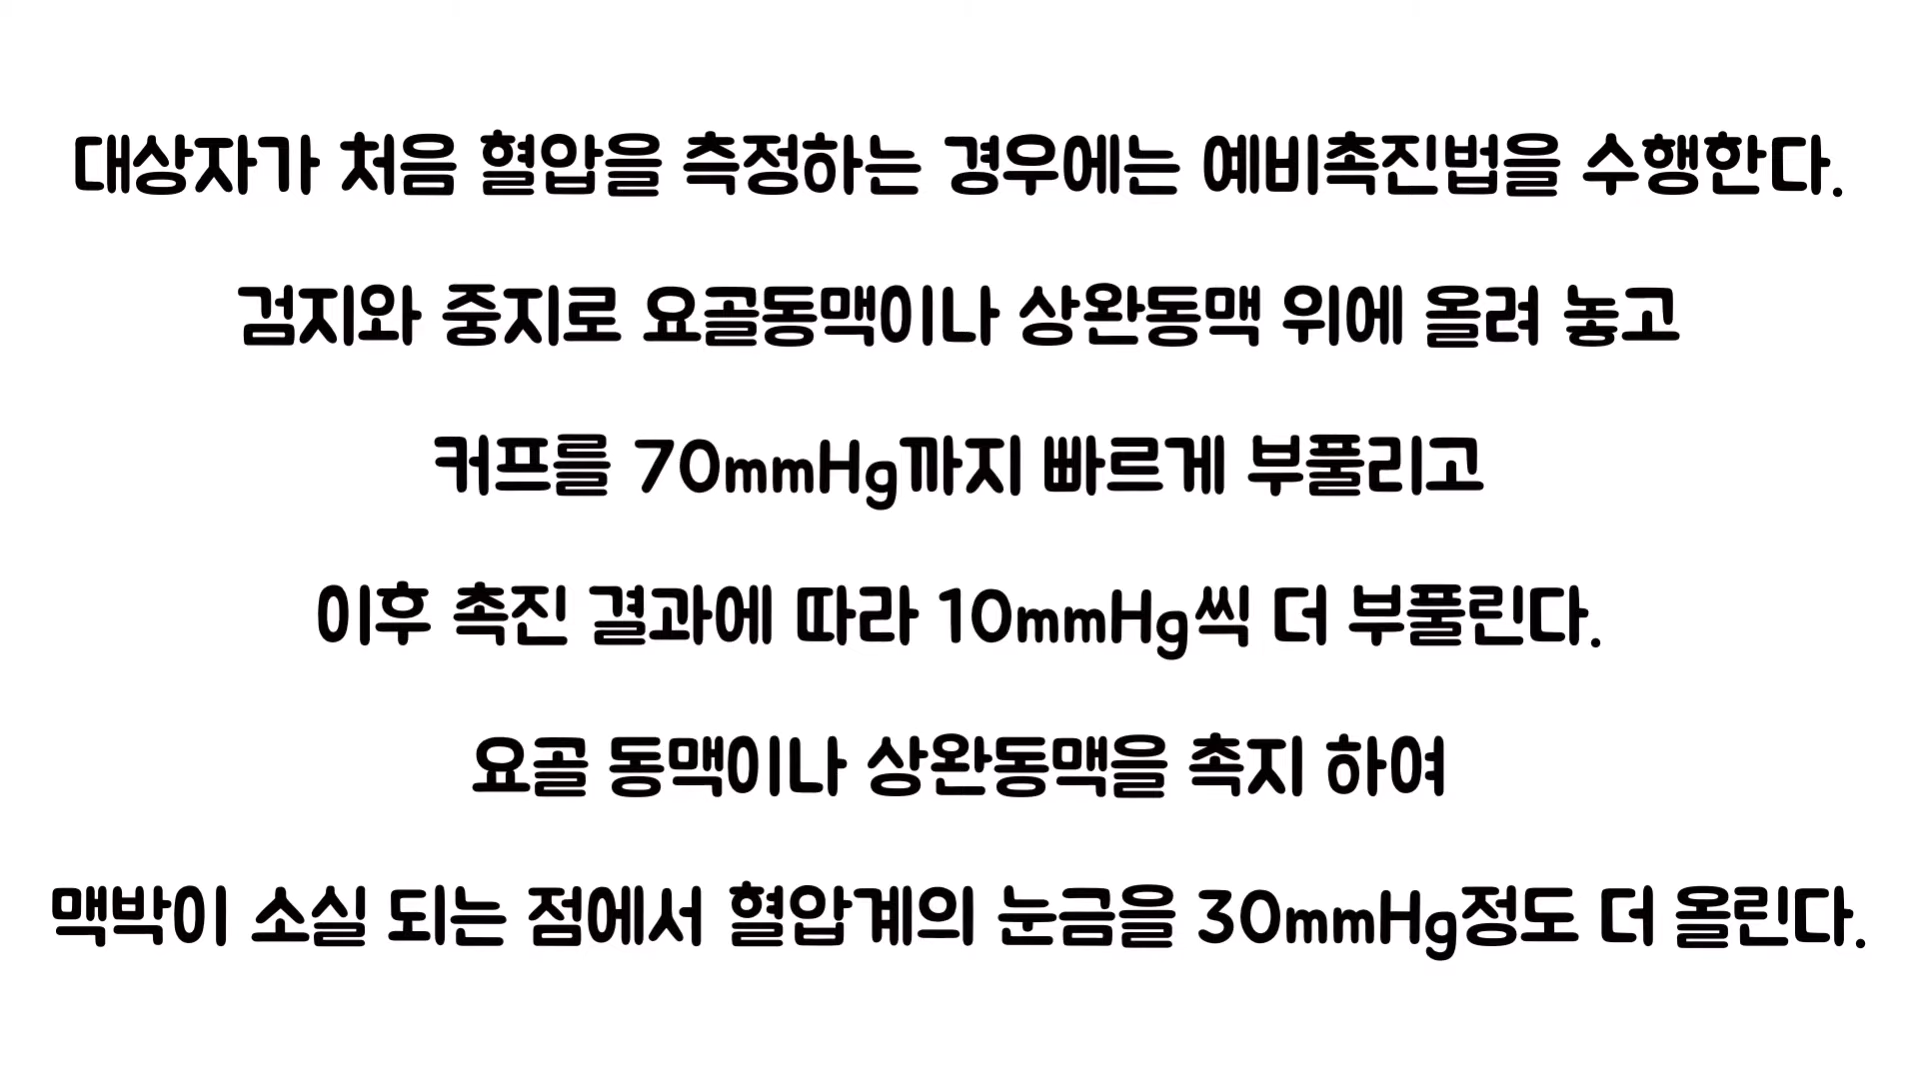 대상자가 처음 혈압을 측정하는 경우에는 예비촉진법을 수행한다.
검지와 중지로 요골동맥이나 상완동맥 위에 올려 놓고
커프를 70mmHg까지 빠르게 부풀리고
이후 촉진 결과에 따라 10mmHg씩 더 부풀린다.
요골 동맥이나 상완동맥을 촉지 하여
맥박이 소실 되는 점에서 혈압계의 눈금을 30mmHg정도 더 올린다.